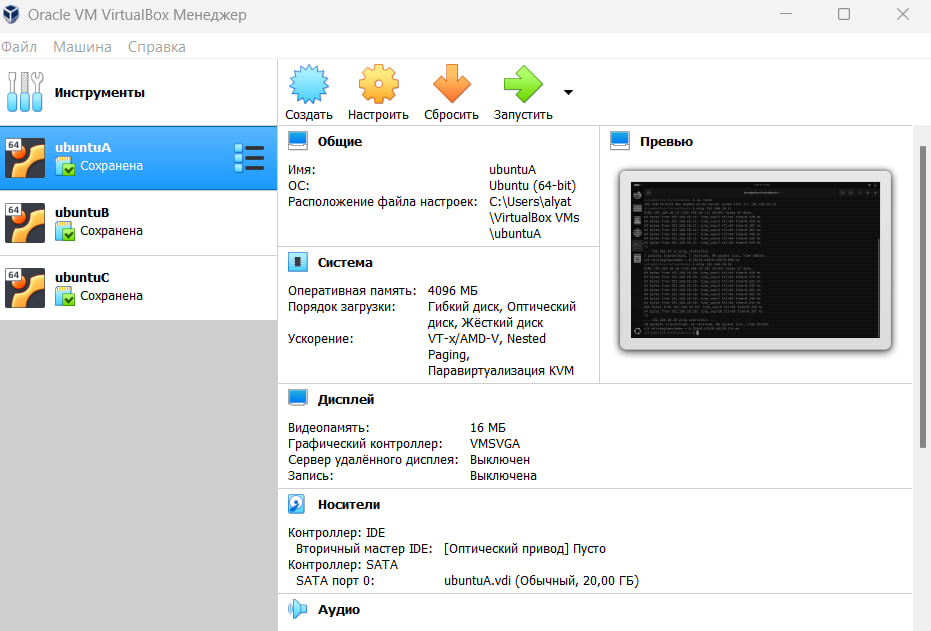 Oracle VM VirtualBox Менеджер
Файл Машина Справка
Инструменты
Создать Настроить Сбросить Запустить
64
ubuntuA
Сохранена
64
ubuntuB
Сохранена
64
ubuntuC
Сохранена
Общие
Имя: ubuntuA
ОС: Ubuntu (64-bit)
Расположение файла настроек: C:\Users\alyat
\VirtualBox VMs
\ubuntuA
Превью
Система
Оперативная память: 4096 МБ
Порядок загрузки: Гибкий диск, Оптический
диск, Жёсткий диск
Ускорение: VT-x/AMD-V, Nested
Paging,
Паравиртуализация KVM
Дисплей
Видеопамять: 16 МБ
Графический контроллер: VMSVGA
Сервер удалённого дисплея: Выключен
Запись: Выключена
Носители
Контроллер: IDE
Вторичный мастер IDE: [Оптический привод] Пусто
Контроллер: SATA
SATA порт 0: ubuntuA.vdi (Обычный, 20,00 ГБ)
Аудио